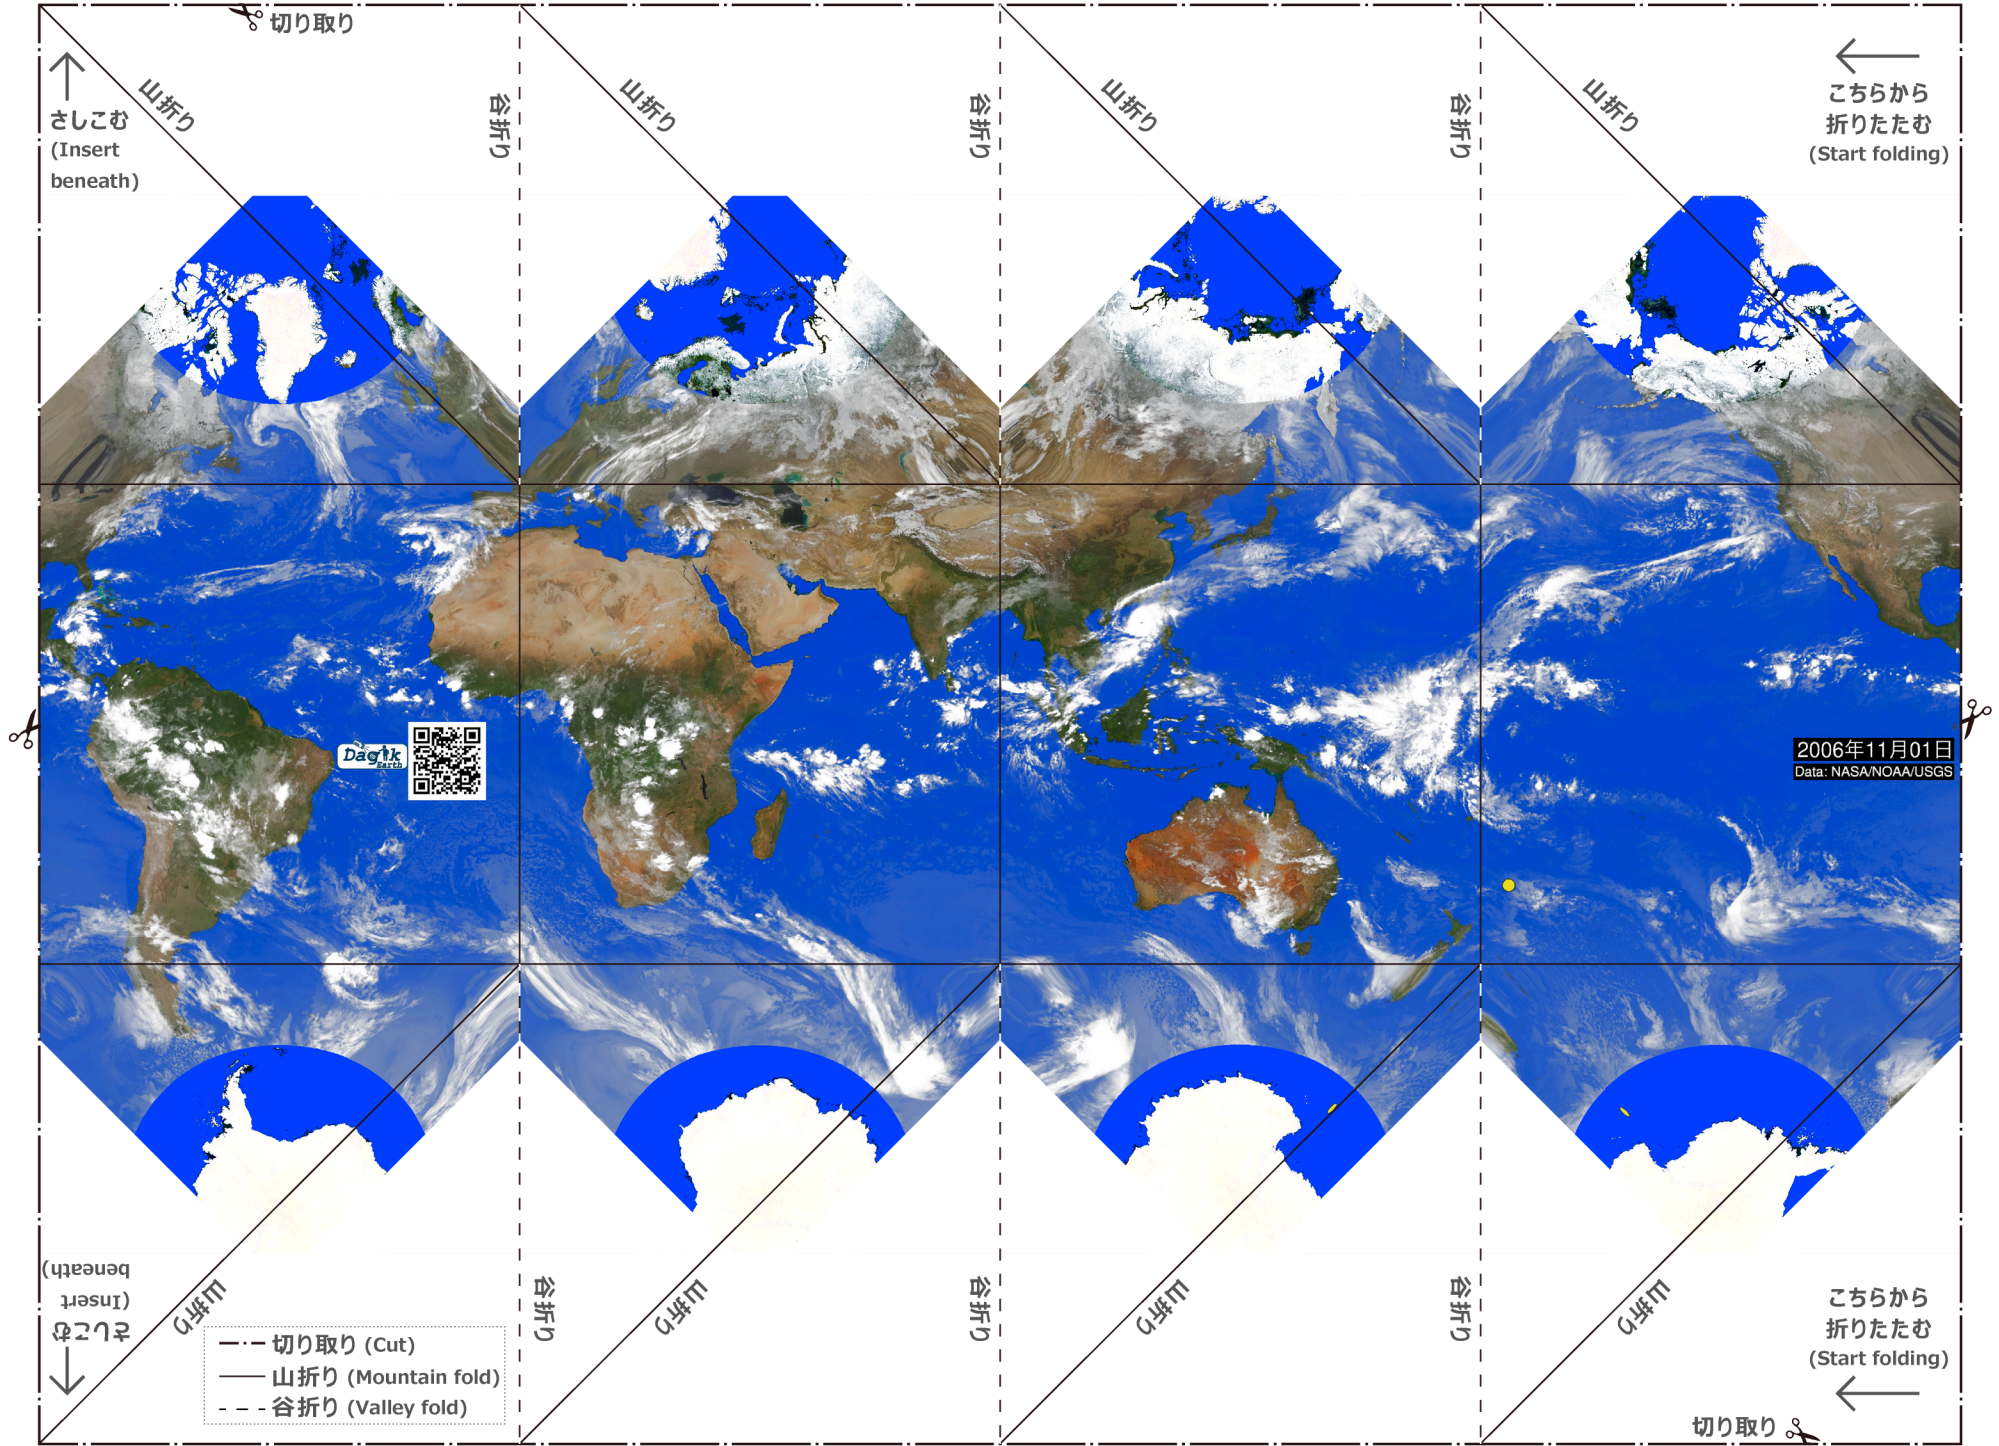 切り取り
さしこむ
(Insert
beneath)
山折り
谷折り
山折り
谷折り
山折り
谷折り
山折り
こちらから
折りたたむ
(Start folding)
Dagik
Earth
2006年11月01日
Data: NASA/NOAA/USGS
さしこむ
(Insert
beneath)
山折り
谷折り
山折り
谷折り
山折り
谷折り
山折り
こちらから
折りたたむ
(Start folding)
切り取り (Cut)
山折り (Mountain fold)
谷折り (Valley fold)
切り取り